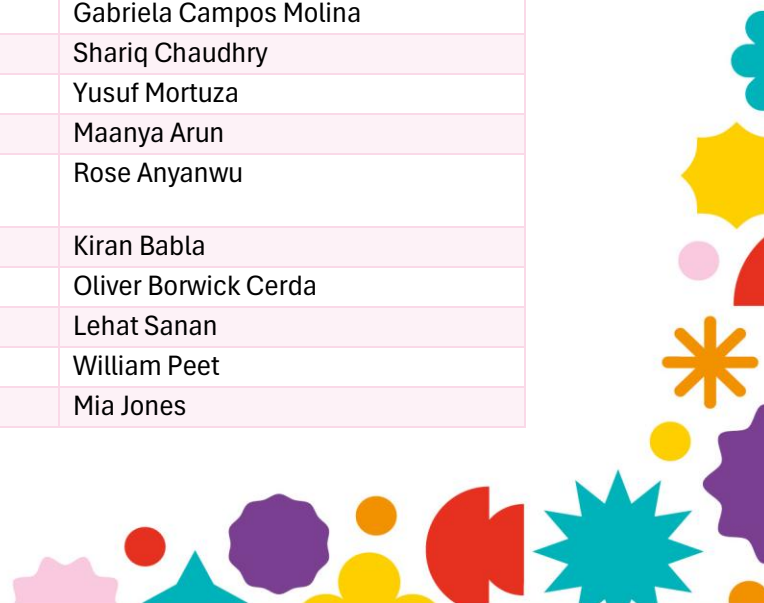 Gabriela Campos Molina
Shariq Chaudhry
Yusuf Mortuza
Maanya Arun
Rose Anyanwu
Kiran Babla
Oliver Borwick Cerda
Lehat Sanan
William Peet
Mia Jones